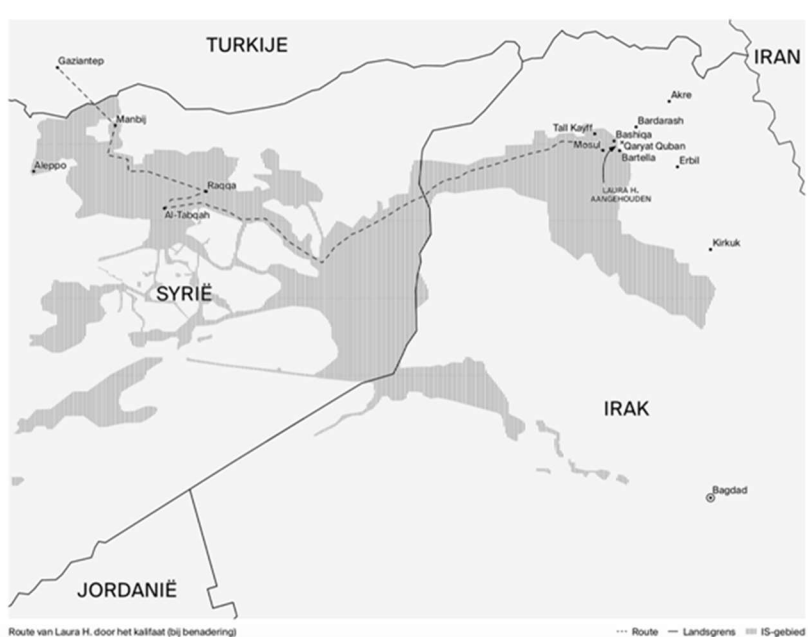 TURKIJE
IRAN
Gaziantep
Akre
Manbij
Bardarash
Tall Kayff
Bashiqa
Mosul
Qaryat Quban
Bartella
Aleppo
Erbil
Raqqa
LAURA H.
AANGEHOUDEN
Al-Tabqah
Kirkuk
SYRIË
IRAK
Bagdad
JORDANIË
Route van Laura H. door het kalifaat (bij benadering)
Route
Landsgrens
IS-gebied